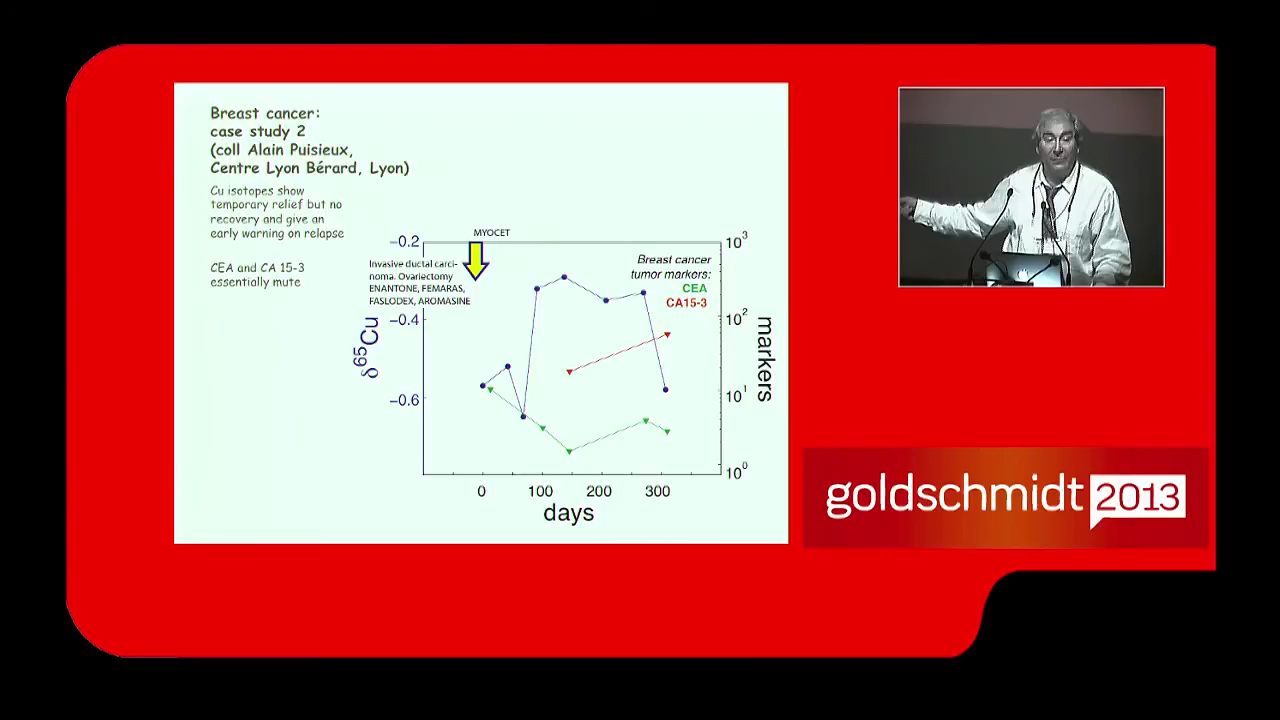 Breast cancer:
case study 2
(coll Alain Puisieux,
Centre Lyon Bérard, Lyon)
Cu isotopes show
temporary relief but no
recovery and give an
early warning on relapse
CEA and CA 15-3
essentially mute
MYOCET
Invasive ductal carci-
noma. Ovariectomy
ENANTONE, FEMARAS,
FASLODEX, AROMASINE
Breast cancer
tumor markers:
CEA
CA15-3
−0.2
−0.4
−0.6
δ⁶⁵Cu
10³
10²
10¹
10⁰
markers
0 100 200 300
days
goldschmidt 2013